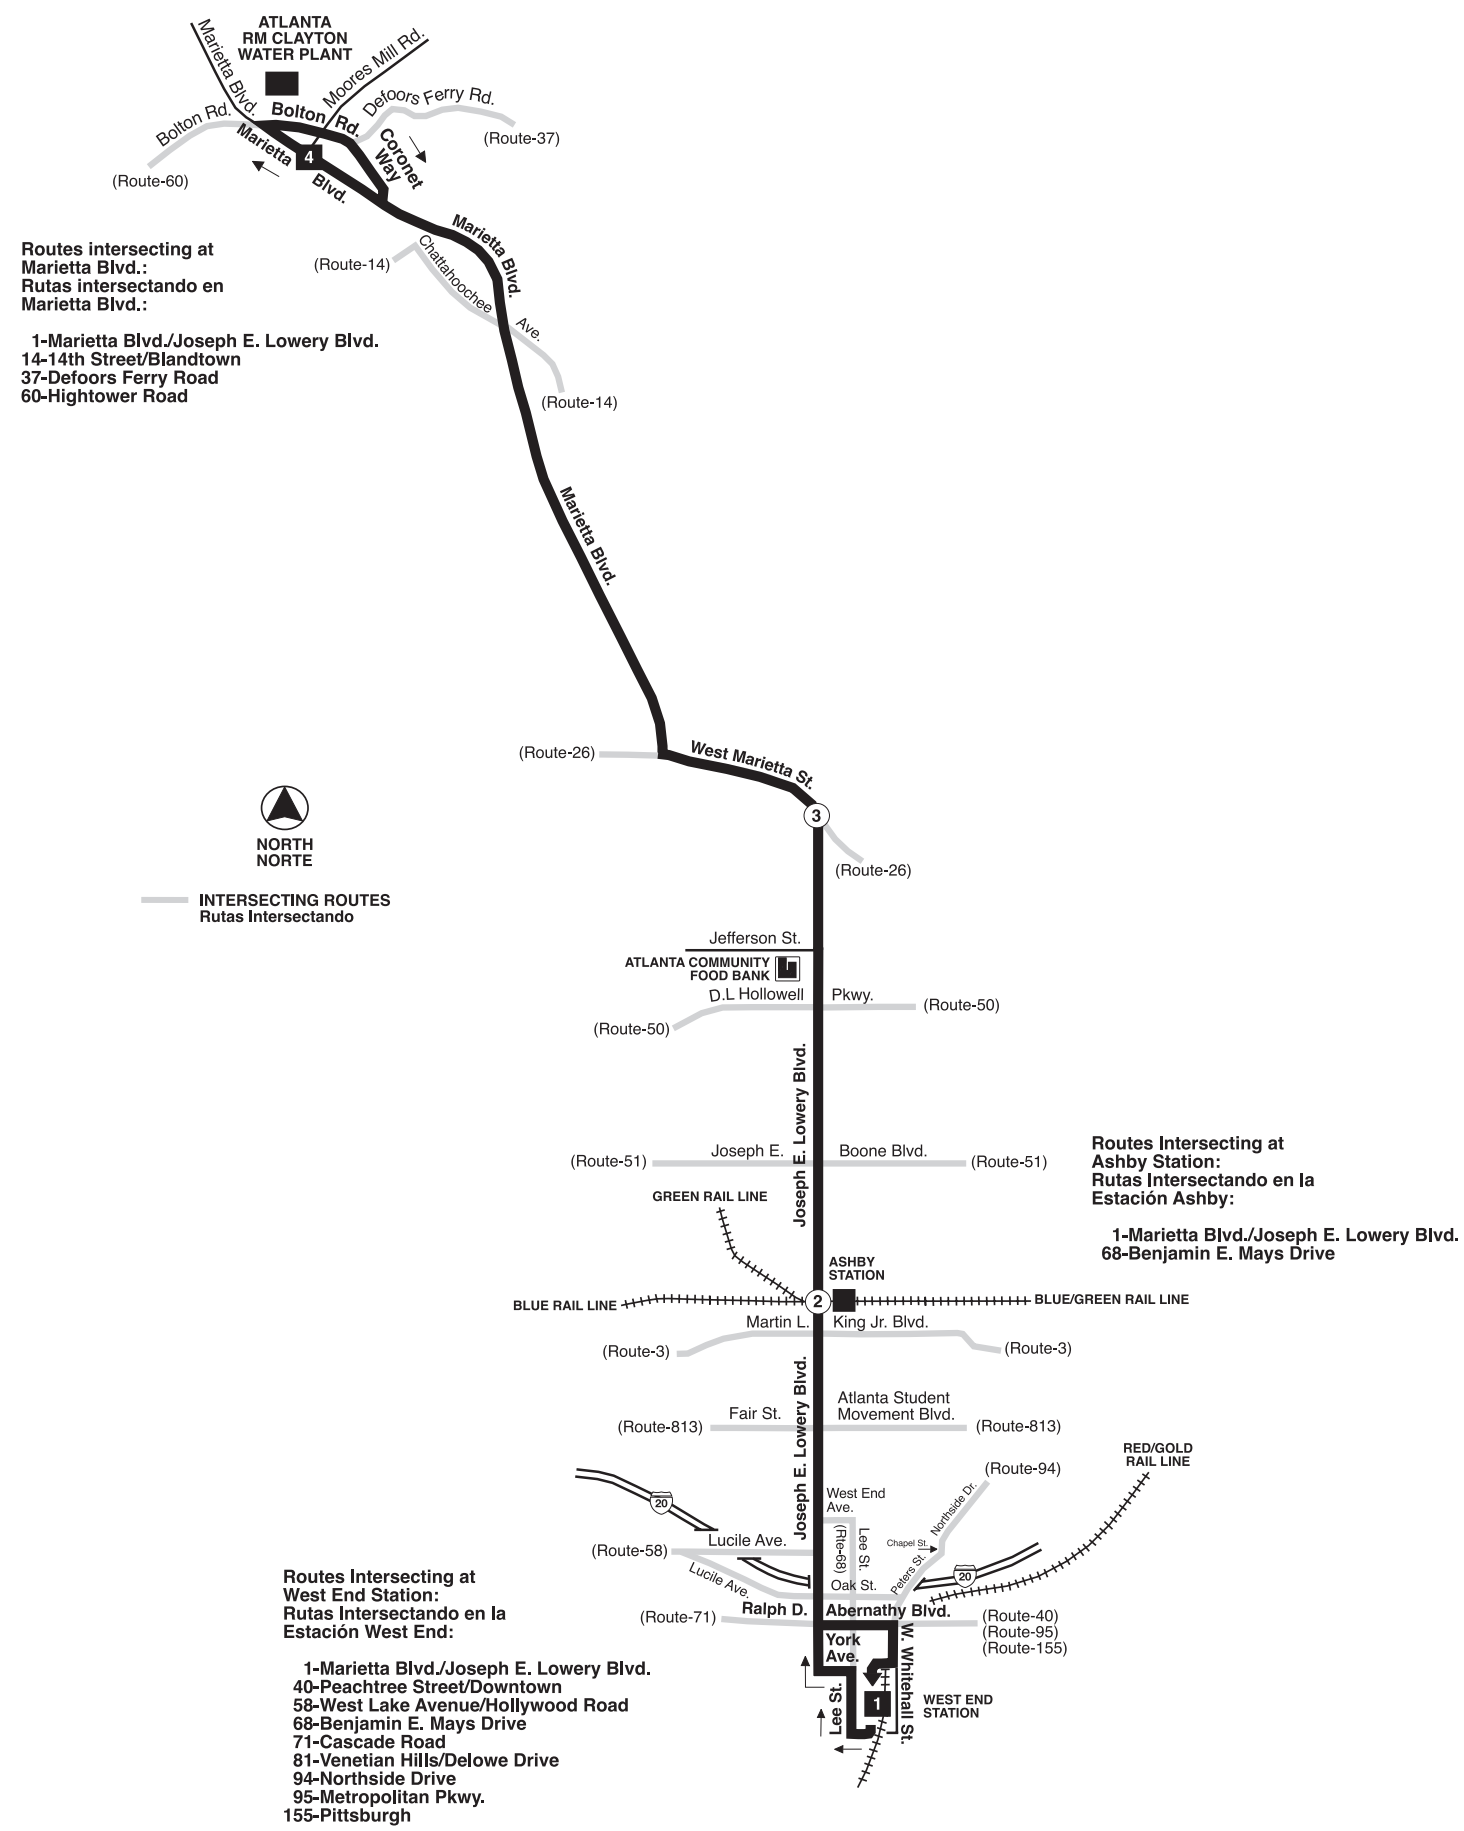 ATLANTA
RM CLAYTON
WATER PLANT
Marietta Blvd.
Moores Mill Rd.
Defoors Ferry Rd.
(Route-37)
Bolton Rd.
Bolton Rd.
Coronet
Way
Marietta
Blvd.
4
(Route-60)
Routes intersecting at
Marietta Blvd.:
Rutas intersectando en
Marietta Blvd.:
1-Marietta Blvd./Joseph E. Lowery Blvd.
14-14th Street/Blandtown
37-Defoors Ferry Road
60-Hightower Road
Marietta Blvd.
(Route-14)
Chattahoochee
Ave.
(Route-14)
Marietta Blvd.
(Route-26)
West Marietta St.
3
(Route-26)
NORTH
NORTE
INTERSECTING ROUTES
Rutas Intersectando
Jefferson St.
ATLANTA COMMUNITY
FOOD BANK
D.L Hollowell
Pkwy.
(Route-50)
(Route-50)
Joseph E. Lowery Blvd.
Joseph E.
Boone Blvd.
(Route-51)
(Route-51)
GREEN RAIL LINE
ASHBY
STATION
BLUE RAIL LINE
2
BLUE/GREEN RAIL LINE
Routes Intersecting at
Ashby Station:
Rutas Intersectando en la
Estación Ashby:
1-Marietta Blvd./Joseph E. Lowery Blvd.
68-Benjamin E. Mays Drive
Martin L.
King Jr. Blvd.
(Route-3)
(Route-3)
Joseph E. Lowery Blvd.
Fair St.
Atlanta Student
Movement Blvd.
(Route-813)
(Route-813)
RED/GOLD
RAIL LINE
(Route-94)
20
West End
Ave.
Northside Dr.
Lee St.
(Rte-68)
Chapel St.
Peters St.
20
Lucile Ave.
(Route-58)
Lucile Ave.
Oak St.
Ralph D.
Abernathy Blvd.
(Route-71)
(Route-40)
(Route-95)
(Route-155)
York
Ave.
W. Whitehall St.
Lee St.
1
WEST END
STATION
Routes Intersecting at
West End Station:
Rutas Intersectando en la
Estación West End:
1-Marietta Blvd./Joseph E. Lowery Blvd.
40-Peachtree Street/Downtown
58-West Lake Avenue/Hollywood Road
68-Benjamin E. Mays Drive
71-Cascade Road
81-Venetian Hills/Delowe Drive
94-Northside Drive
95-Metropolitan Pkwy.
155-Pittsburgh